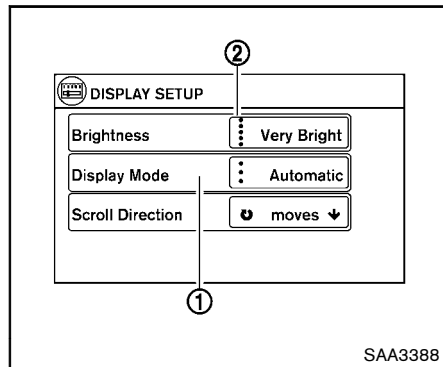 ②
DISPLAY SETUP
Brightness Very Bright
Display Mode Automatic
Scroll Direction moves
①
SAA3388